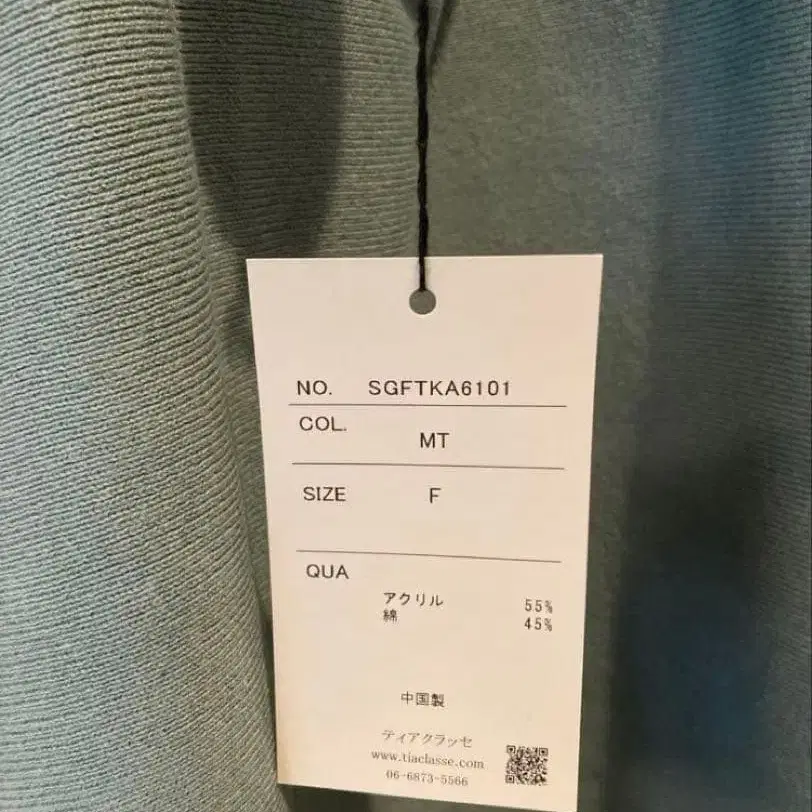 NO. SGFTKA6101
COL. MT
SIZE F
QUA
アクリル 55%
綿 45%
中国製
ティアクラッセ
www.tiaclasse.com
06-6873-5566